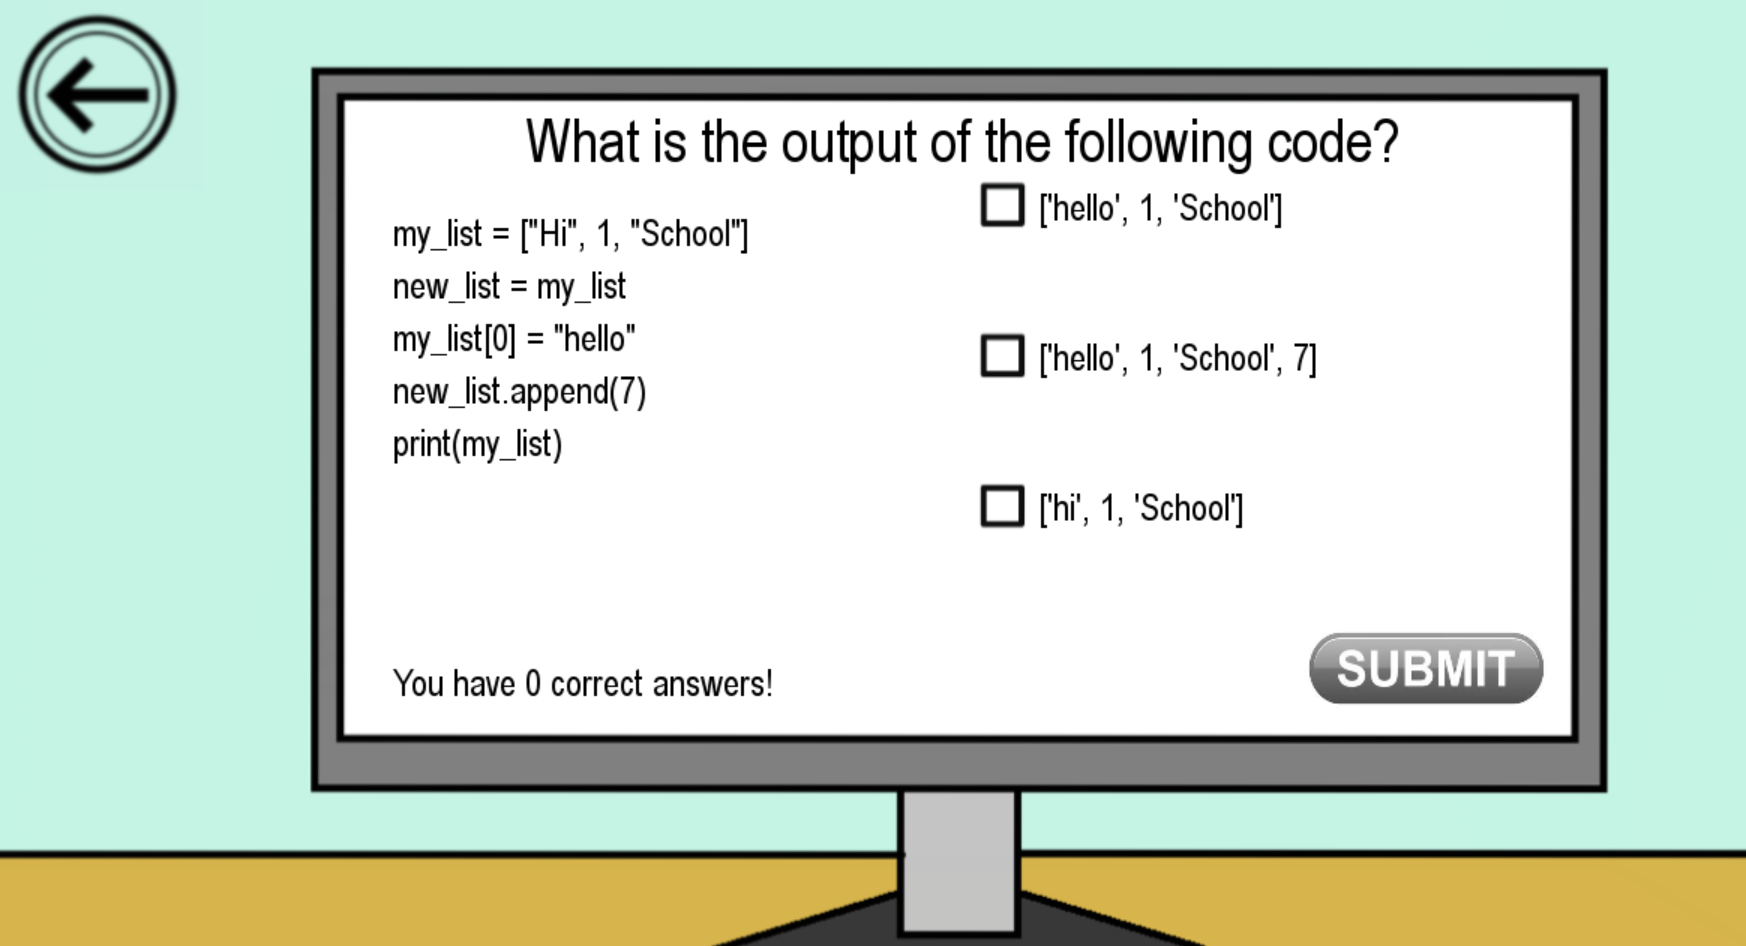 What is the output of the following code?
my_list = ["Hi", 1, "School"]
new_list = my_list
my_list[0] = "hello"
new_list.append(7)
print(my_list)
['hello', 1, 'School']
['hello', 1, 'School', 7]
['hi', 1, 'School']
You have 0 correct answers!
SUBMIT